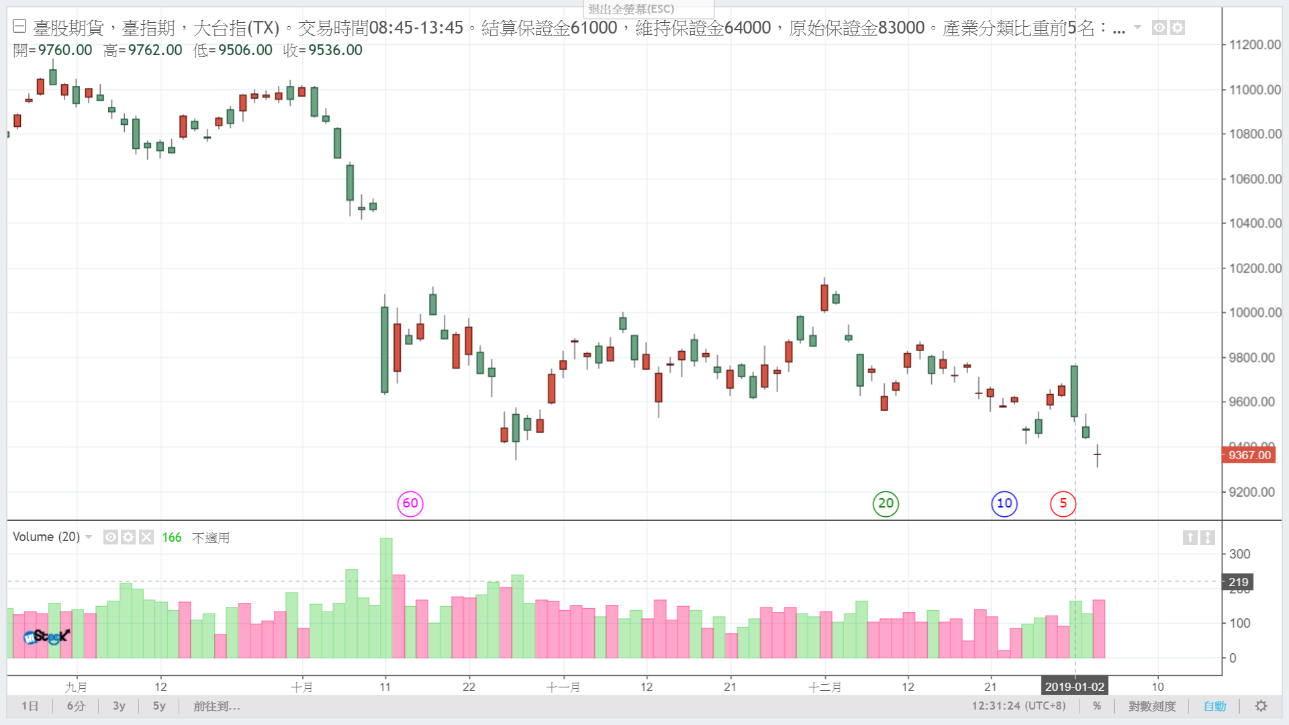 退出全螢幕(ESC)
臺股期貨，臺指期，大台指(TX)。交易時間08:45-13:45。結算保證金61000，維持保證金64000，原始保證金83000。產業分類比重前5名：...
開=9760.00 高=9762.00 低=9506.00 收=9536.00
11200.00
11000.00
10800.00
10600.00
10400.00
10200.00
10000.00
9800.00
9600.00
9400.00
9367.00
9200.00
60 20 10 5
Volume (20) 166 不適用
300
219
200
100
0
MiStock
九月 12 十月 11 22 十一月 12 21 十二月 12 21 2019-01-02 10
1日 6分 3y 5y 前往到... 12:31:24 (UTC+8) % 對數刻度 自動